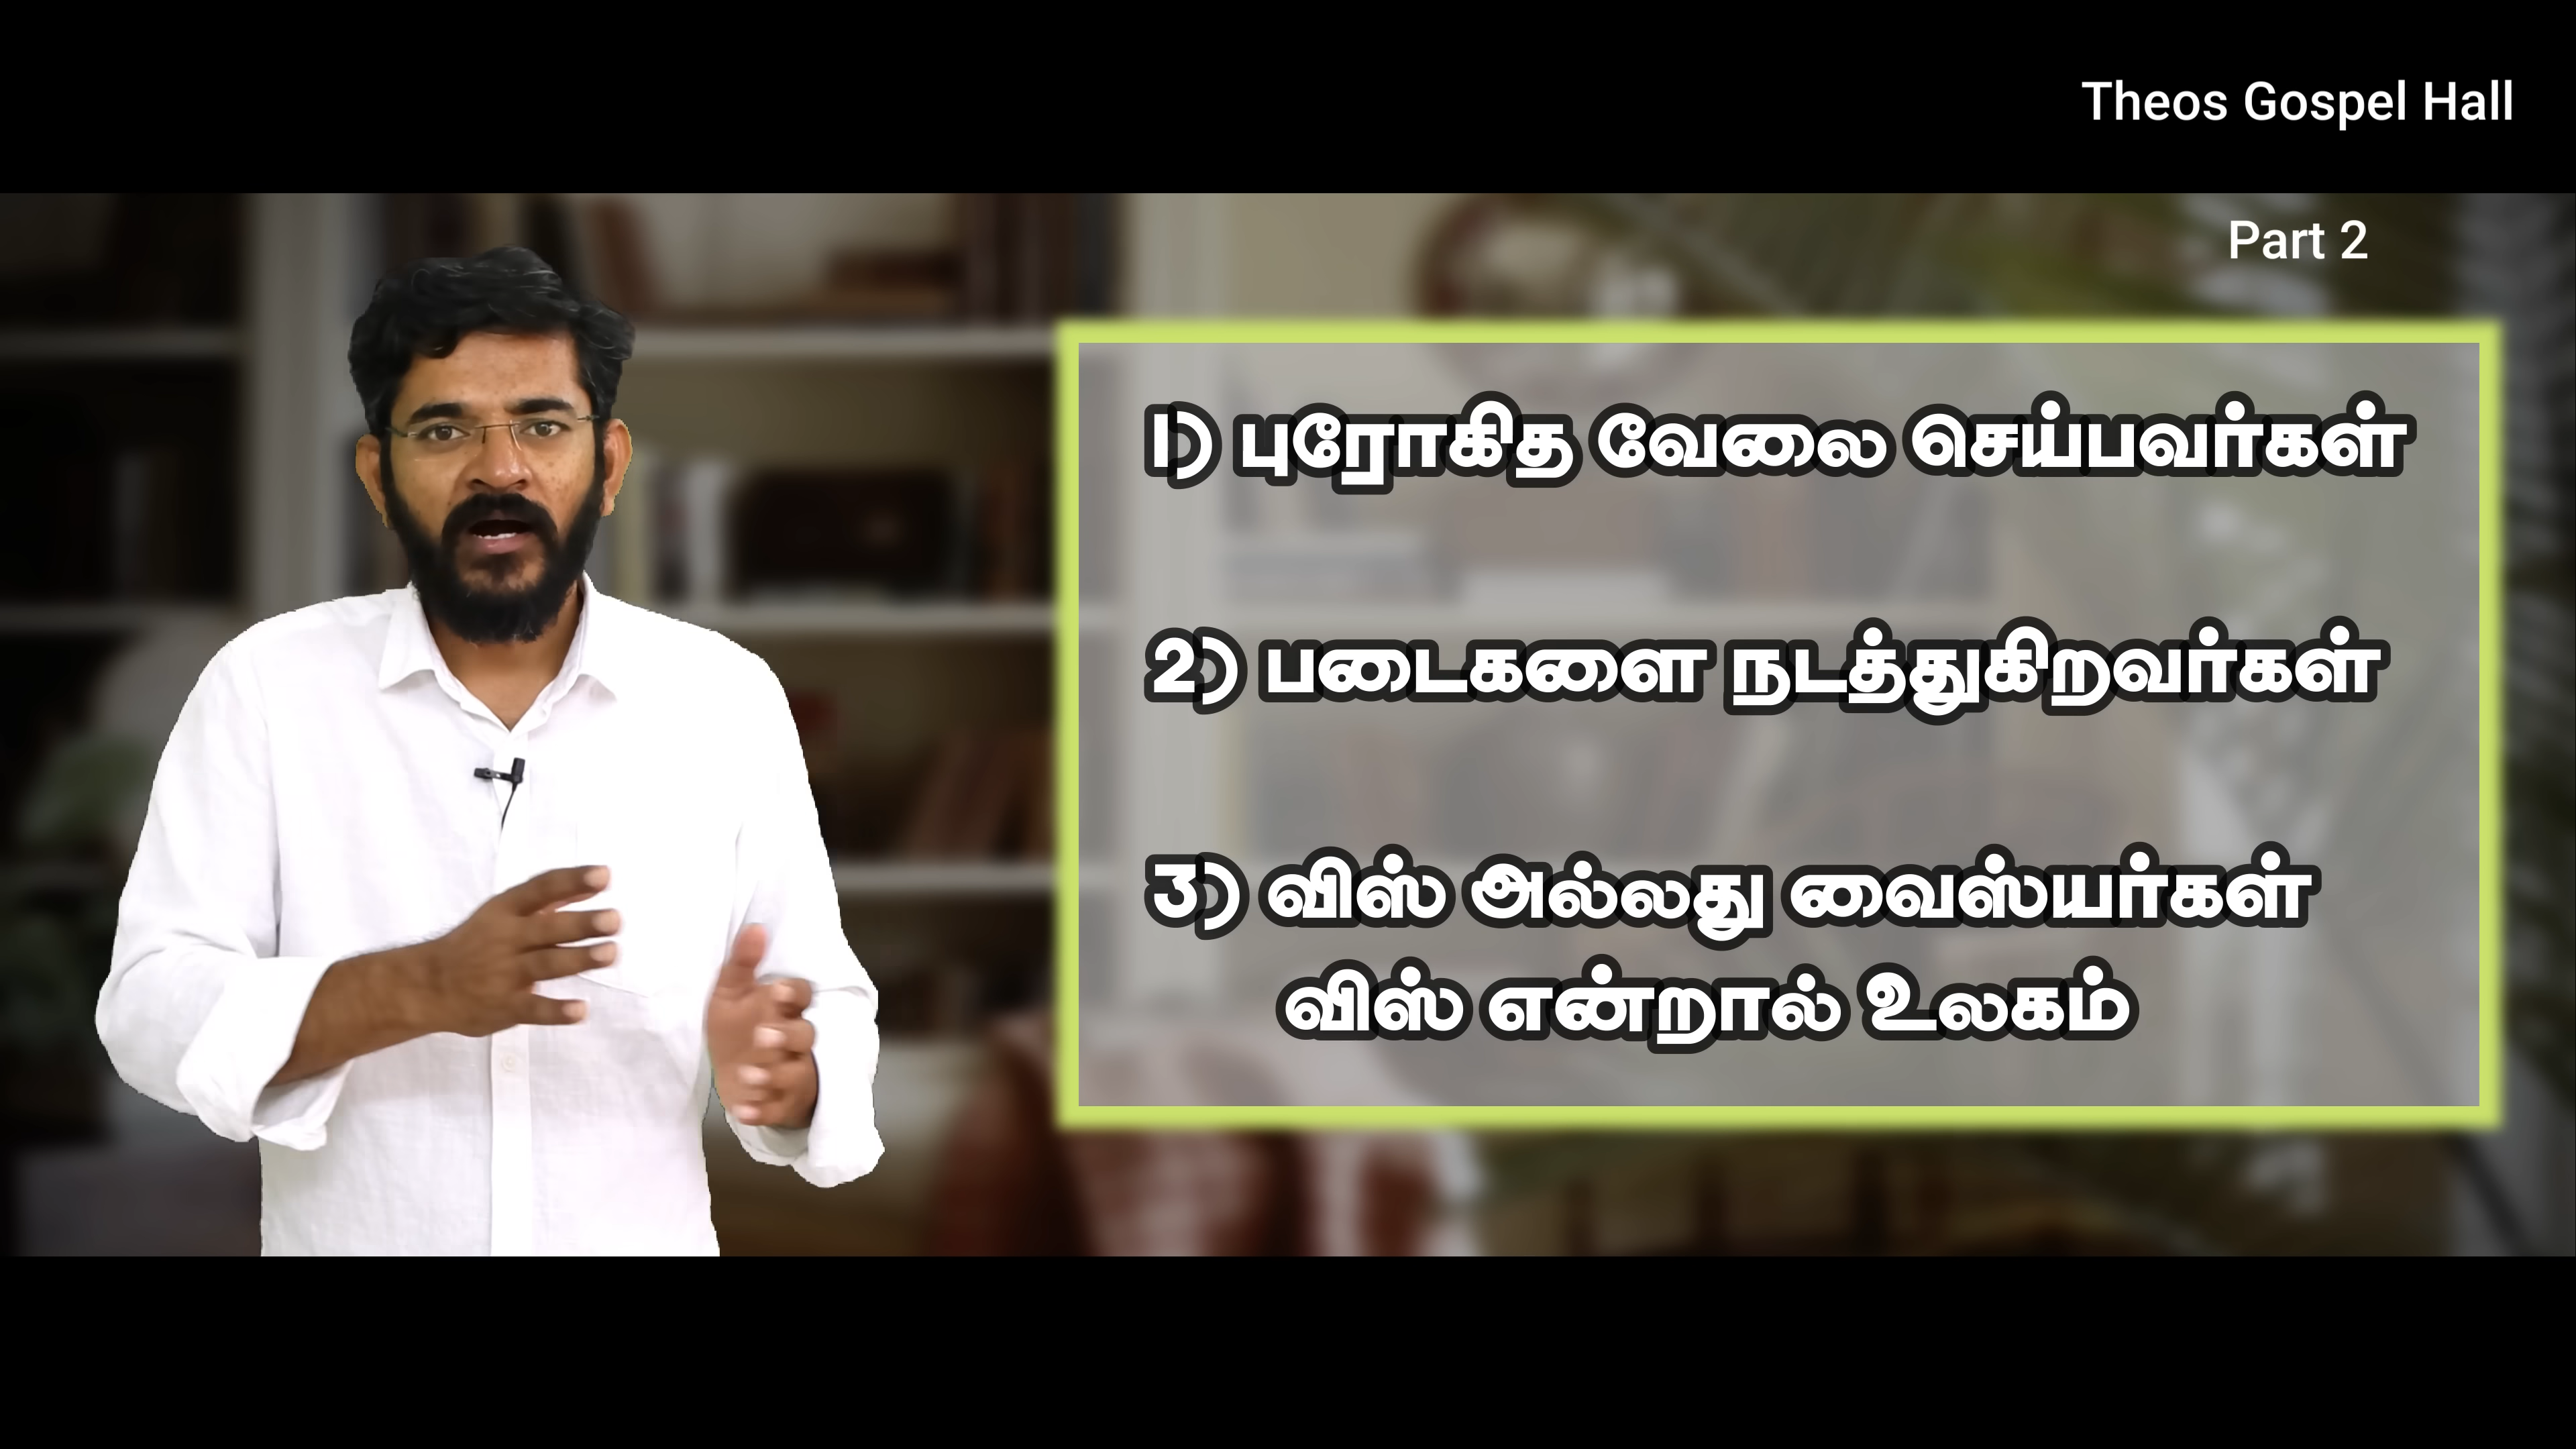 Theos Gospel Hall
Part 2
1) புரோகித வேலை செய்பவர்கள்
2) படைகளை நடத்துகிறவர்கள்
3) விஸ் அல்லது வைஸ்யர்கள்
விஸ் என்றால் உலகம்